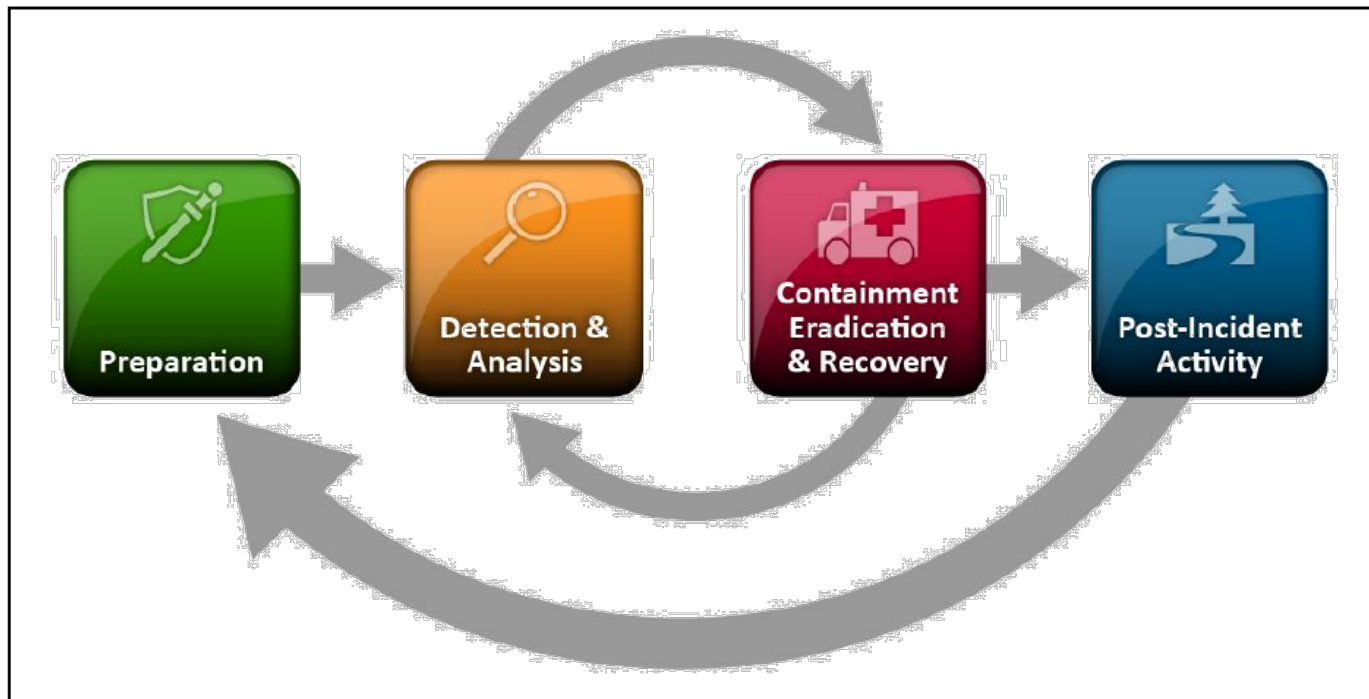 Preparation
Detection &
Analysis
Containment
Eradication
& Recovery
Post-Incident
Activity